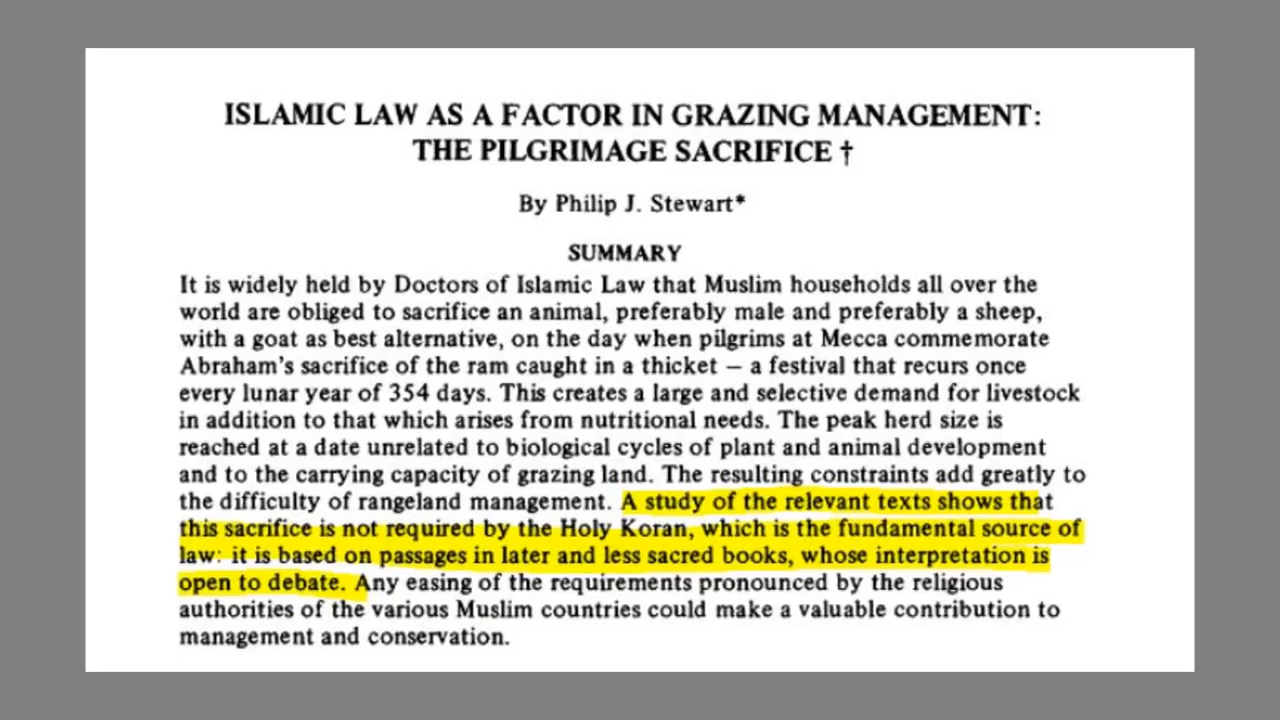 ISLAMIC LAW AS A FACTOR IN GRAZING MANAGEMENT:
THE PILGRIMAGE SACRIFICE †
By Philip J. Stewart*
SUMMARY
It is widely held by Doctors of Islamic Law that Muslim households all over the
world are obliged to sacrifice an animal, preferably male and preferably a sheep,
with a goat as best alternative, on the day when pilgrims at Mecca commemorate
Abraham's sacrifice of the ram caught in a thicket – a festival that recurs once
every lunar year of 354 days. This creates a large and selective demand for livestock
in addition to that which arises from nutritional needs. The peak herd size is
reached at a date unrelated to biological cycles of plant and animal development
and to the carrying capacity of grazing land. The resulting constraints add greatly to
the difficulty of rangeland management. A study of the relevant texts shows that
this sacrifice is not required by the Holy Koran, which is the fundamental source of
law: it is based on passages in later and less sacred books, whose interpretation is
open to debate. Any easing of the requirements pronounced by the religious
authorities of the various Muslim countries could make a valuable contribution to
management and conservation.